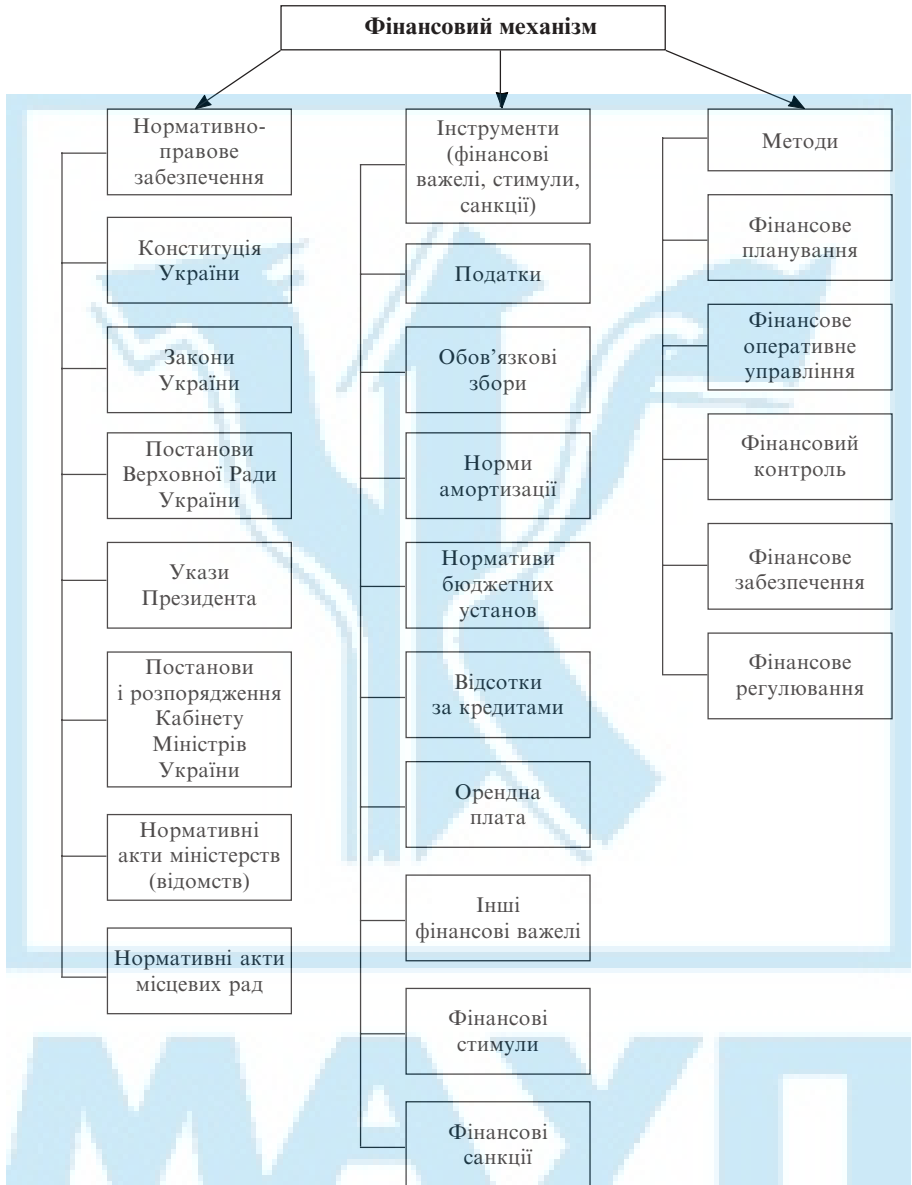 Фінансовий механізм
Нормативно-
правове
забезпечення
Конституція
України
Закони
України
Постанови
Верховної Ради
України
Укази
Президента
Постанови
і розпорядження
Кабінету
Міністрів
України
Нормативні
акти міністерств
(відомств)
Нормативні акти
місцевих рад
Інструменти
(фінансові
важелі, стимули,
санкції)
Податки
Обов’язкові
збори
Норми
амортизації
Нормативи
бюджетних
установ
Відсотки
за кредитами
Орендна
плата
Інші
фінансові важелі
Фінансові
стимули
Фінансові
санкції
Методи
Фінансове
планування
Фінансове
оперативне
управління
Фінансовий
контроль
Фінансове
забезпечення
Фінансове
регулювання
МАУП